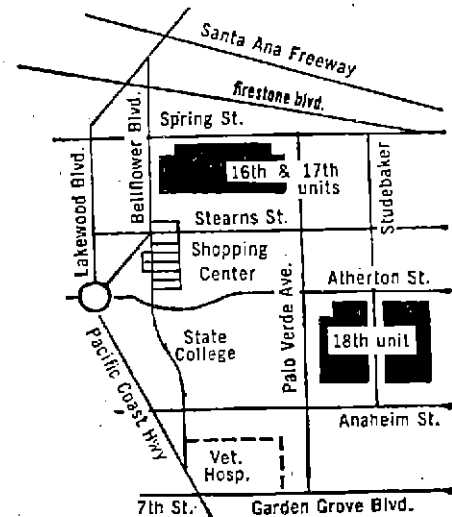 Santa Ana Freeway
firestone blvd.
Spring St.
Lakewood Blvd.
Bellflower Blvd.
16th & 17th
units
Studebaker
Stearns St.
Shopping
Center
Atherton St.
Palo Verde Ave.
State
College
18th unit
Pacific Coast Hwy
Anaheim St.
Vet.
Hosp.
7th St.
Garden Grove Blvd.